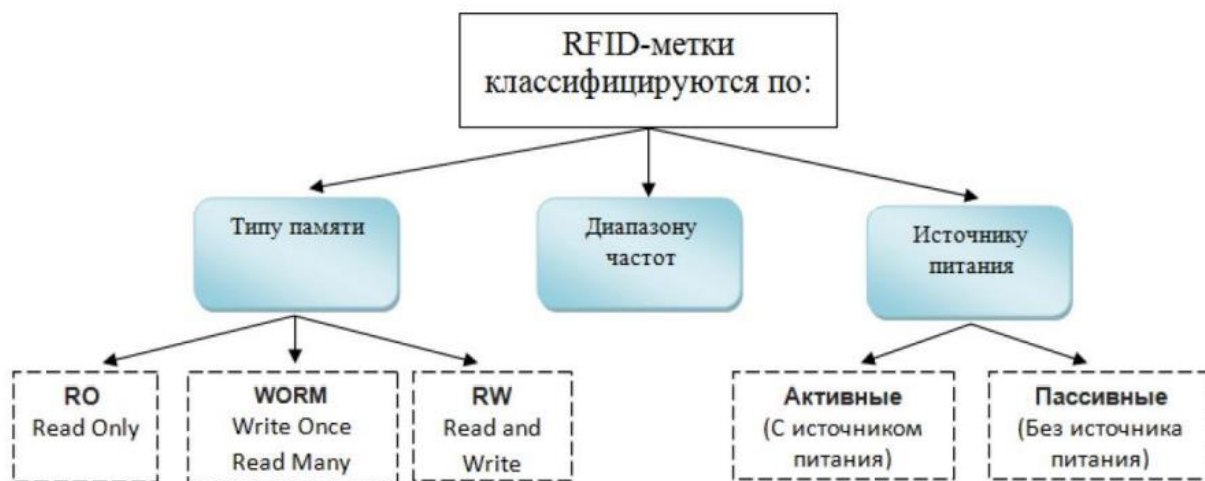 RFID-метки
классифицируются по:
Типу памяти
Диапазону
частот
Источнику
питания
RO
Read Only
WORM
Write Once
Read Many
RW
Read and
Write
Активные
(С источником
питания)
Пассивные
(Без источника
питания)